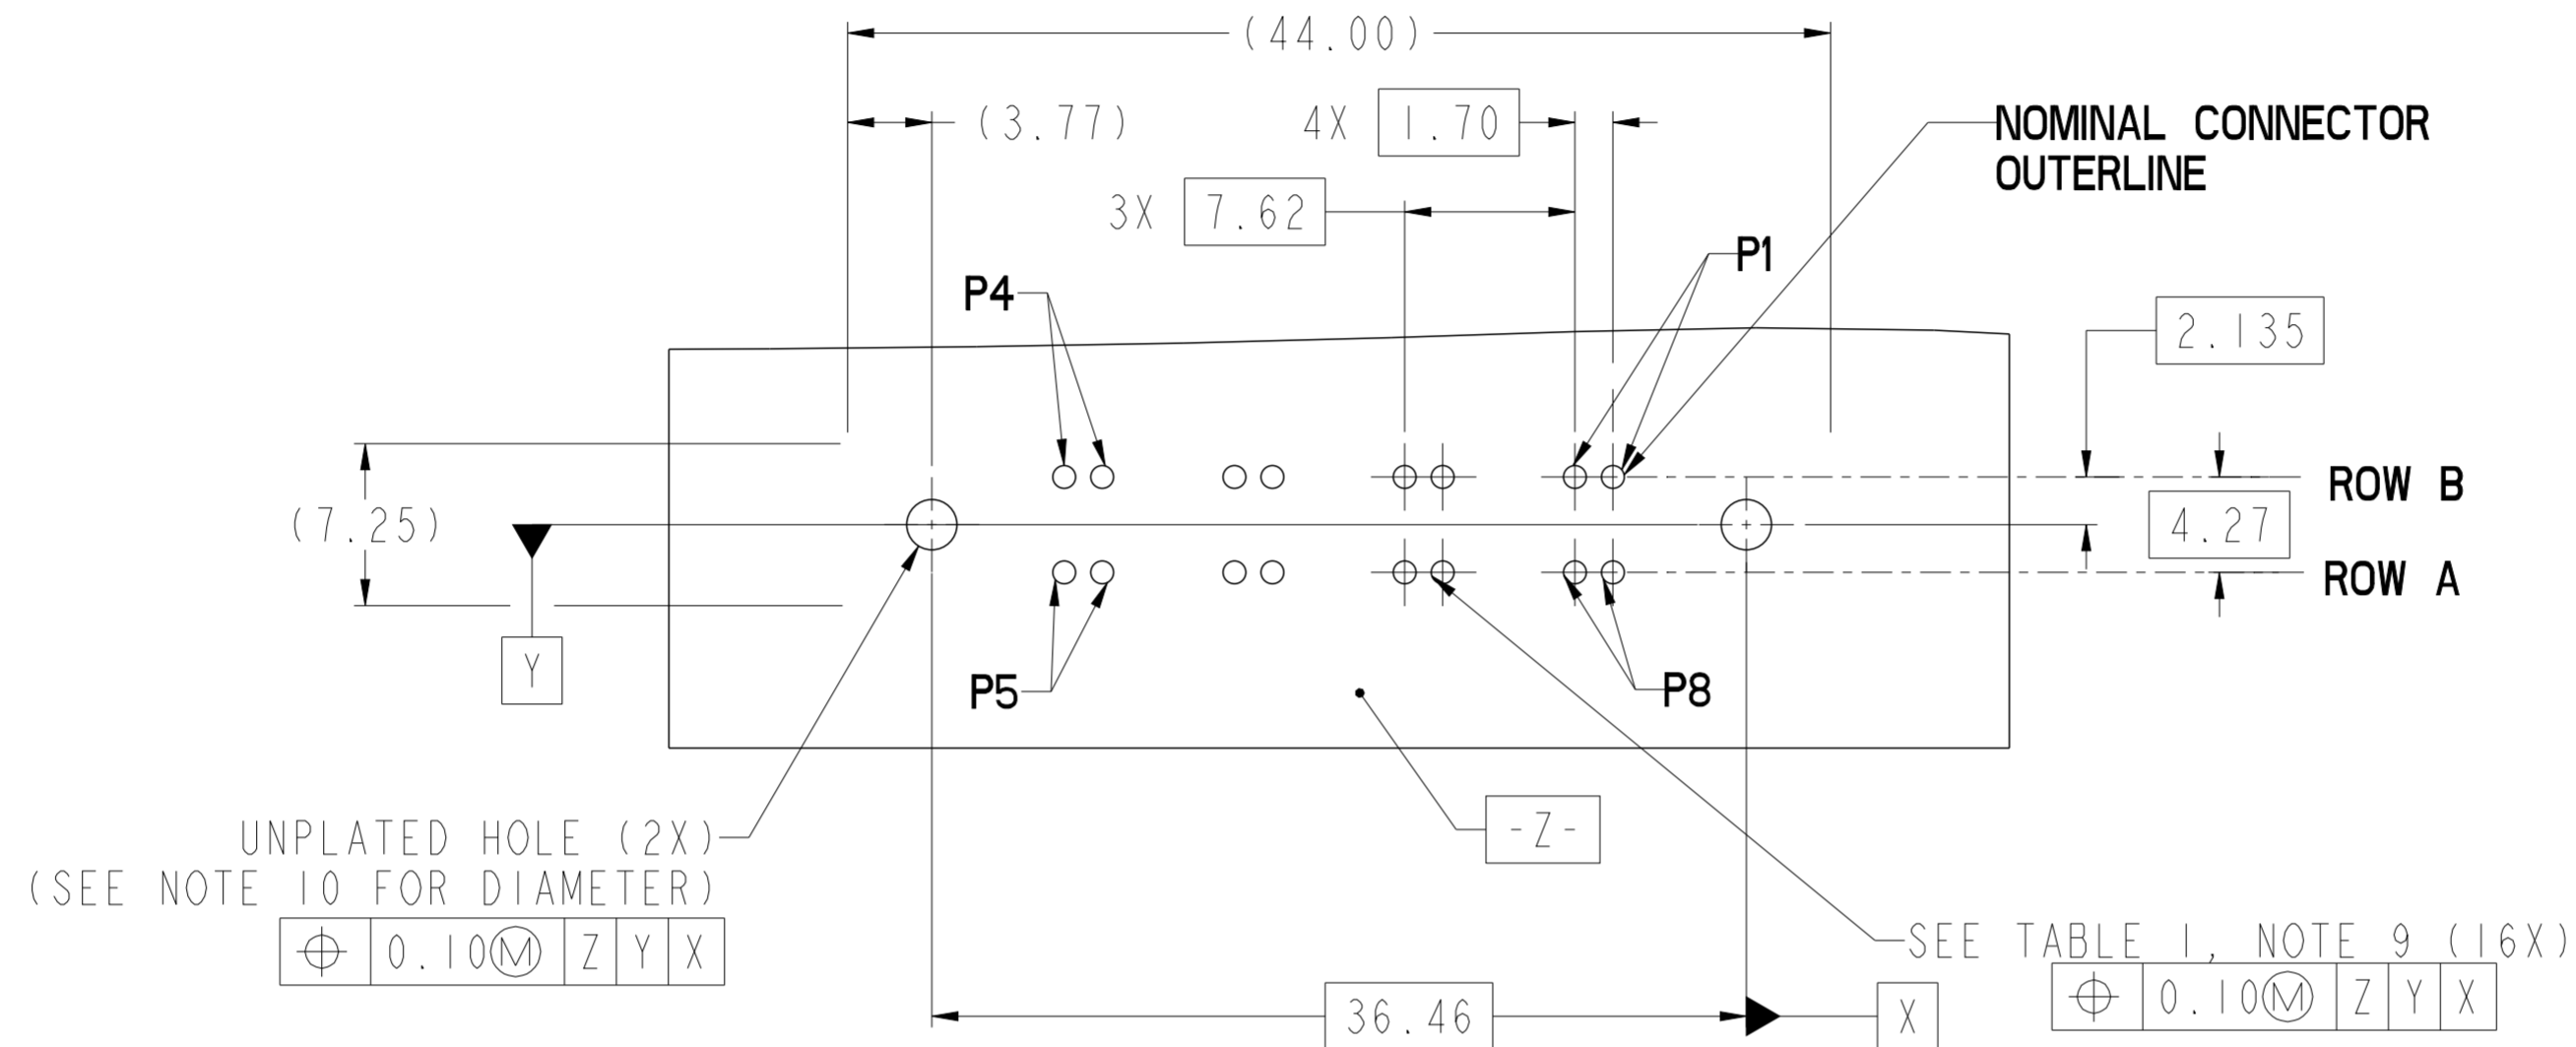 (44.00)
(3.77)
4X 1.70
NOMINAL CONNECTOR
OUTERLINE
3X 7.62
P1
P4
2.135
ROW B
(7.25)
4.27
ROW A
Y
P5
P8
-Z-
UNPLATED HOLE (2X)
(SEE NOTE 10 FOR DIAMETER)
⌖ 0.10Ⓜ Z Y X
SEE TABLE 1, NOTE 9 (16X)
⌖ 0.10Ⓜ Z Y X
36.46
X